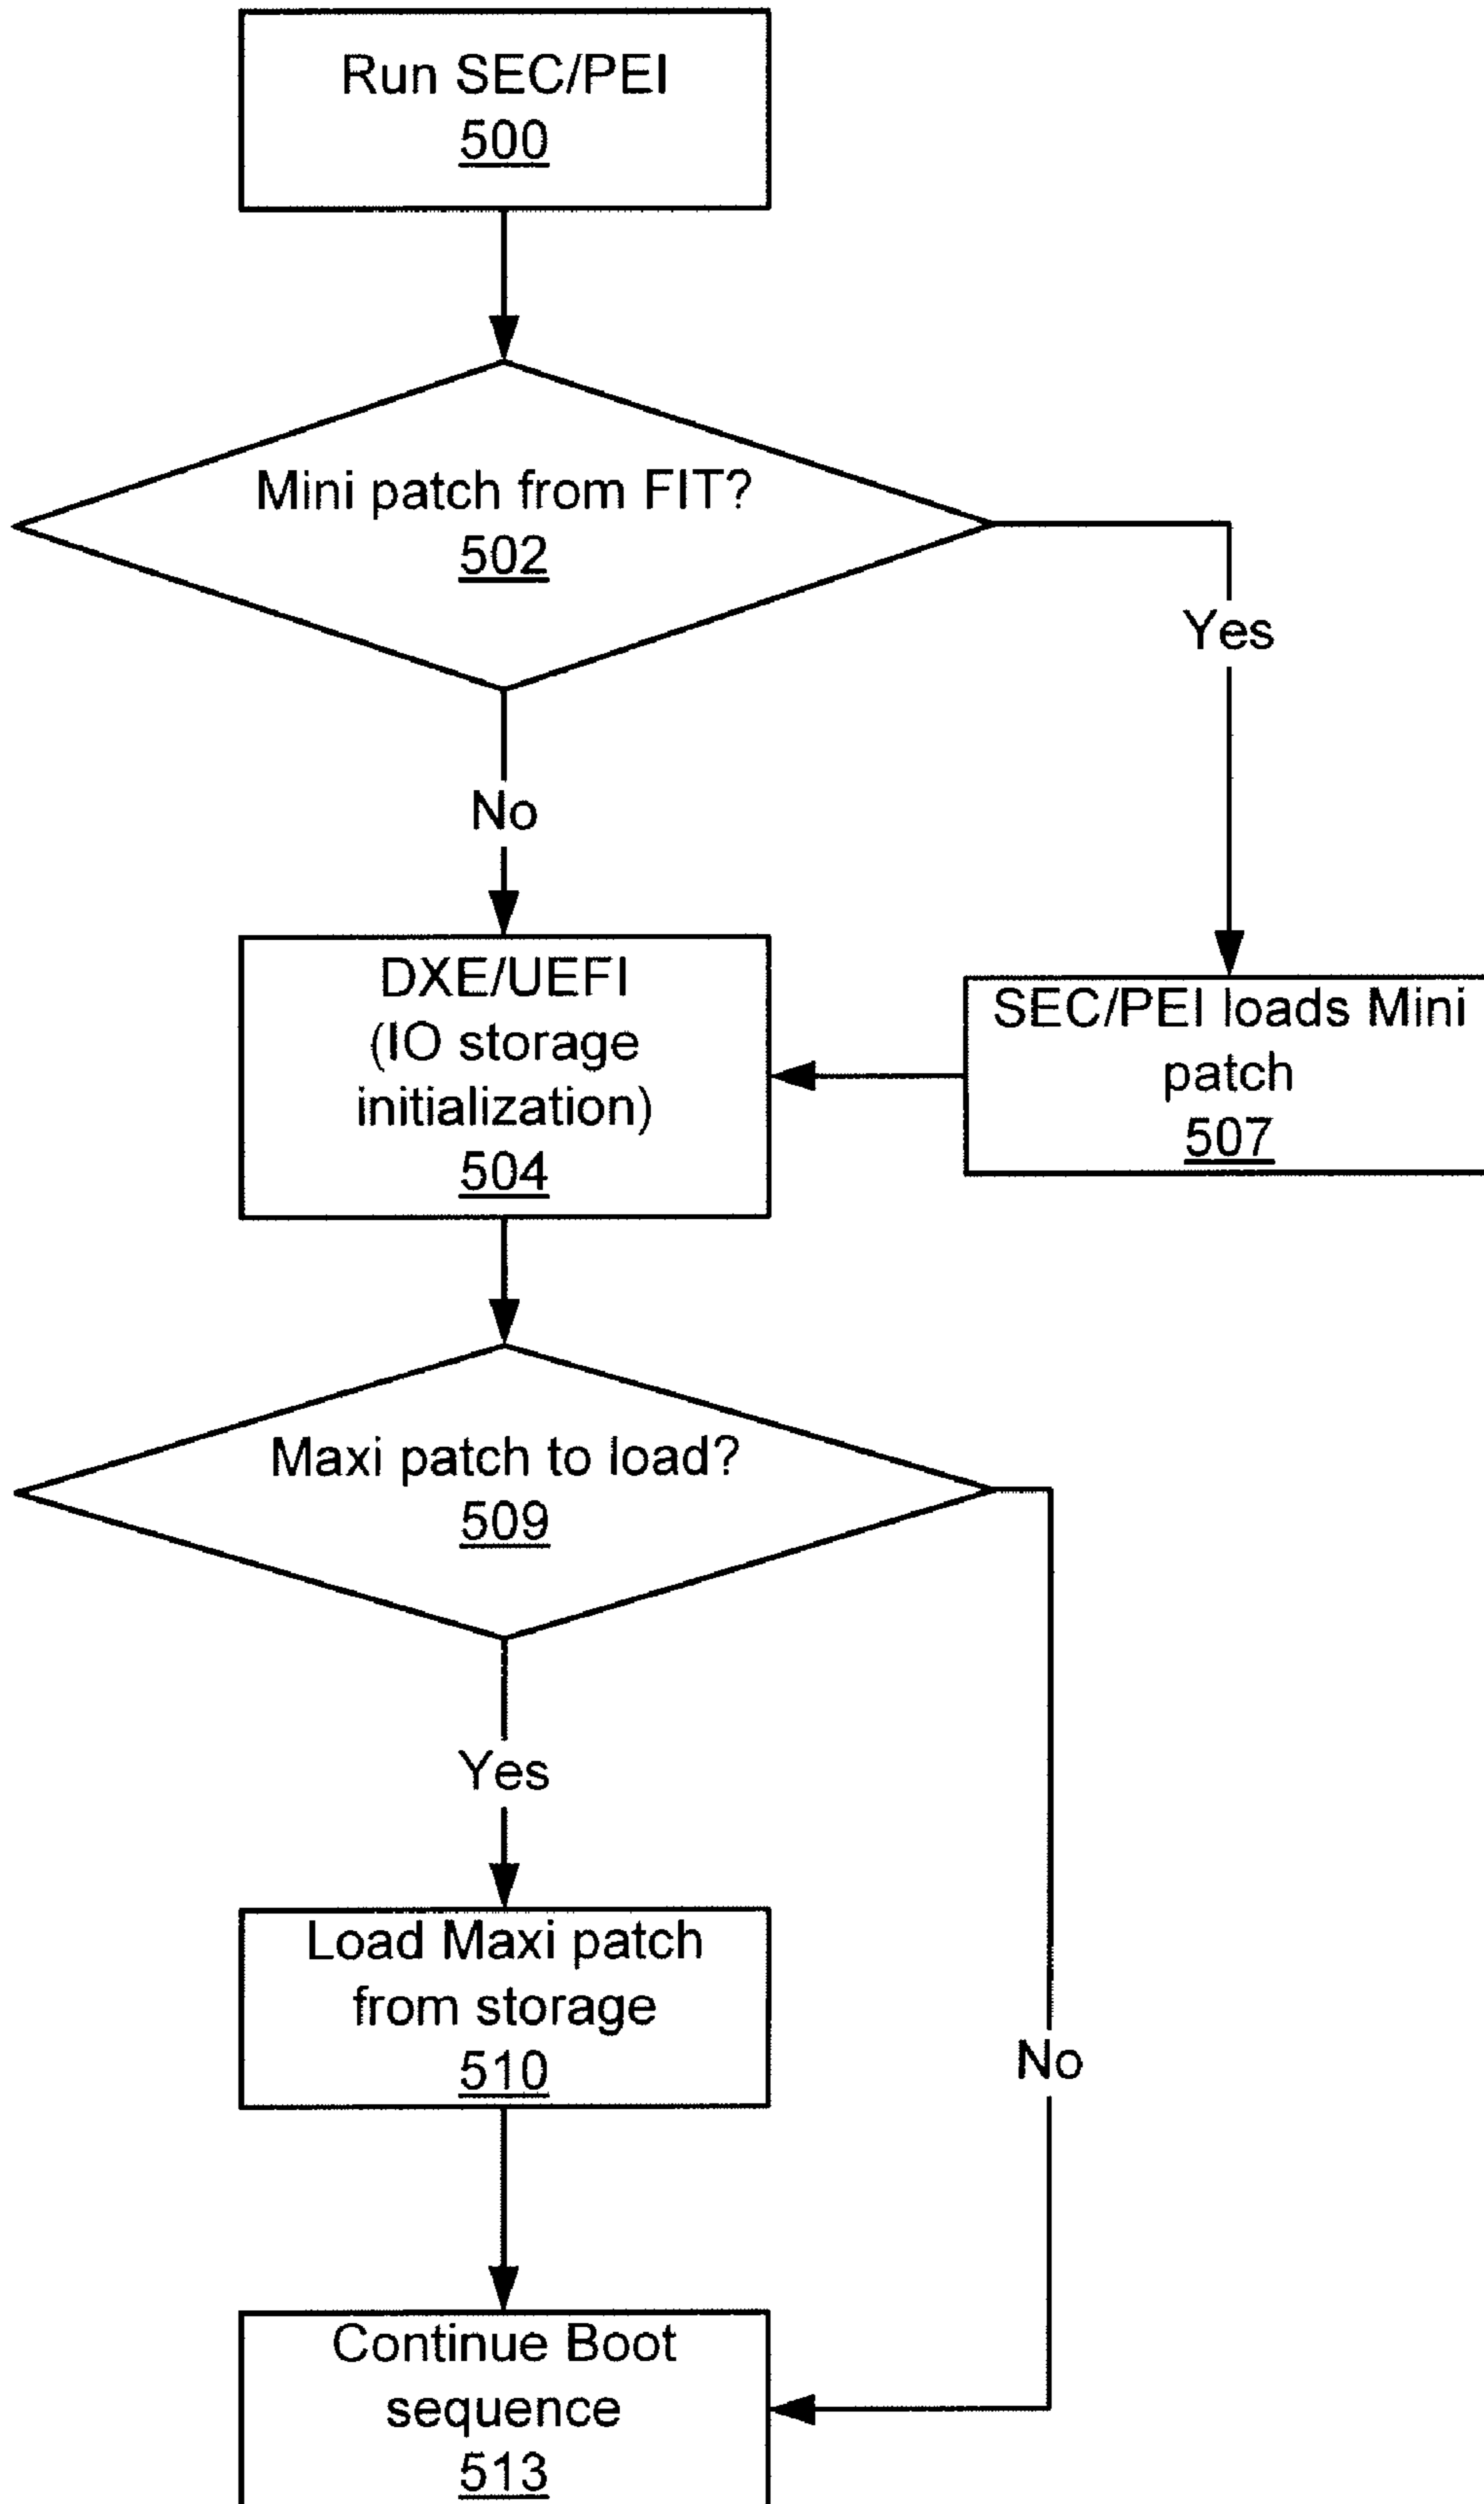 Run SEC/PEI
500
Mini patch from FIT?
502
Yes
No
DXE/UEFI
(IO storage
initialization)
504
SEC/PEI loads Mini
patch
507
Maxi patch to load?
509
Yes
Load Maxi patch
from storage
510
No
Continue Boot
sequence
513